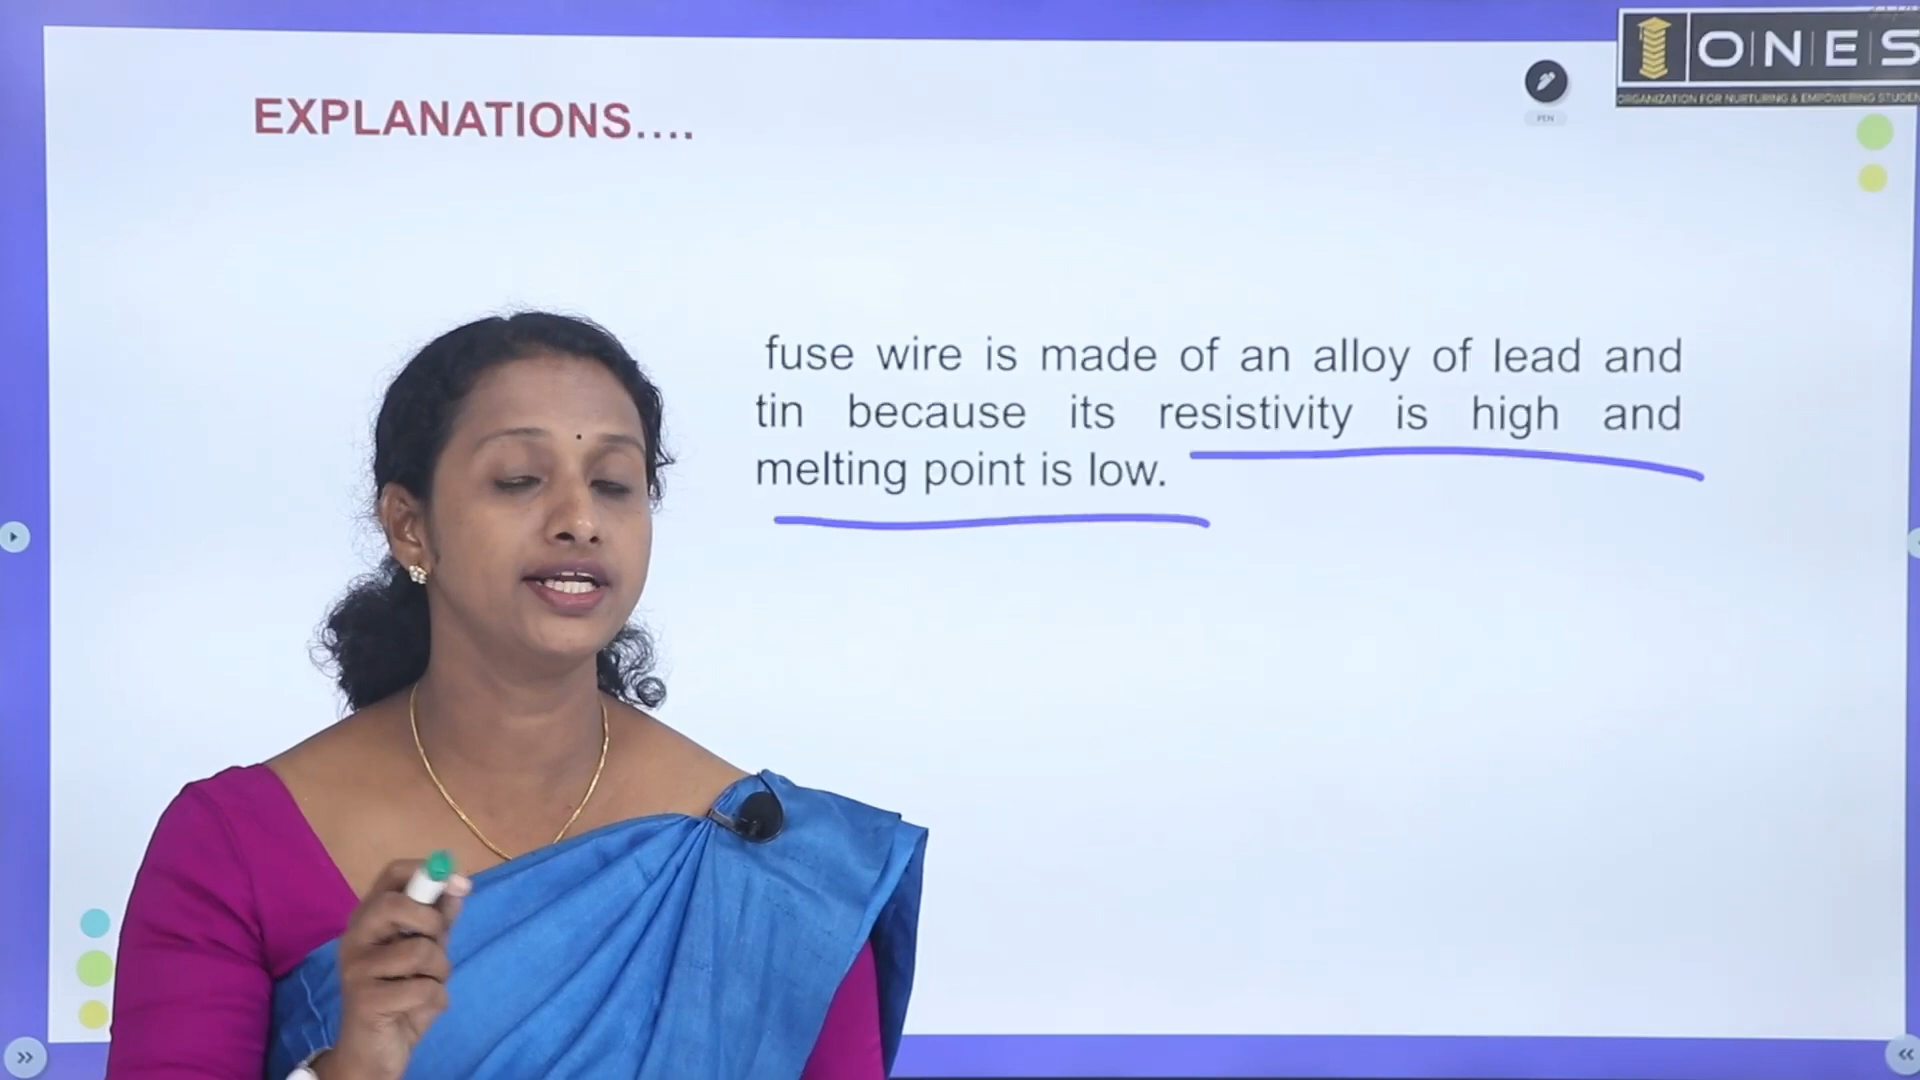 O|N|E|S
ORGANIZATION FOR NURTURING & EMPOWERING STUDEN
PEN
EXPLANATIONS....
fuse wire is made of an alloy of lead and
tin because its resistivity is high and
melting point is low.